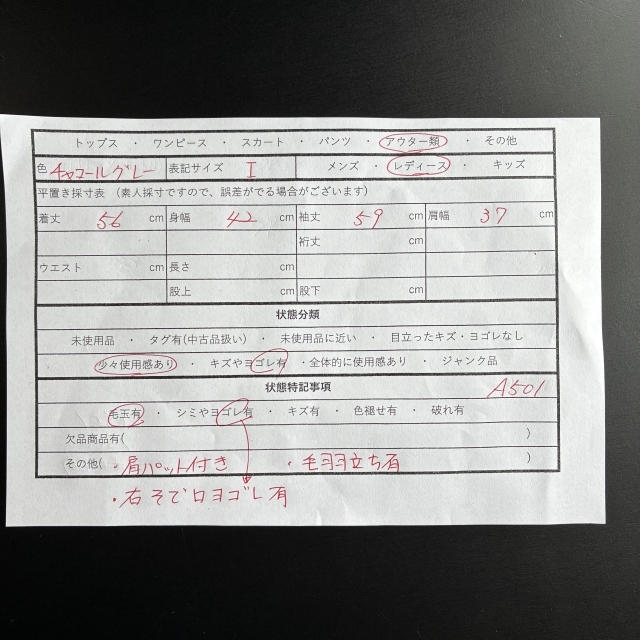 トップス ・ ワンピース ・ スカート ・ パンツ ・ アウター類 ・ その他
色 チャコールグレー 表記サイズ I メンズ ・ レディース ・ キッズ
平置き採寸表 (素人採寸ですので、誤差がでる場合がございます)
着丈 56 cm 身幅 42 cm 袖丈 59 cm 肩幅 37 cm
裄丈 cm
ウエスト cm 長さ cm
股上 cm 股下 cm
状態分類
未使用品 ・ タグ有(中古品扱い) ・ 未使用品に近い ・ 目立ったキズ・ヨゴレなし
少々使用感あり ・ キズやヨゴレ有 ・全体的に使用感あり ・ ジャンク品
状態特記事項 A501
毛玉有 ・ シミやヨゴレ有 ・ キズ有 ・ 色褪せ有 ・ 破れ有
欠品商品有( )
その他( ・肩パット付き ・毛羽立ち有 )
・右そで口ヨゴレ有